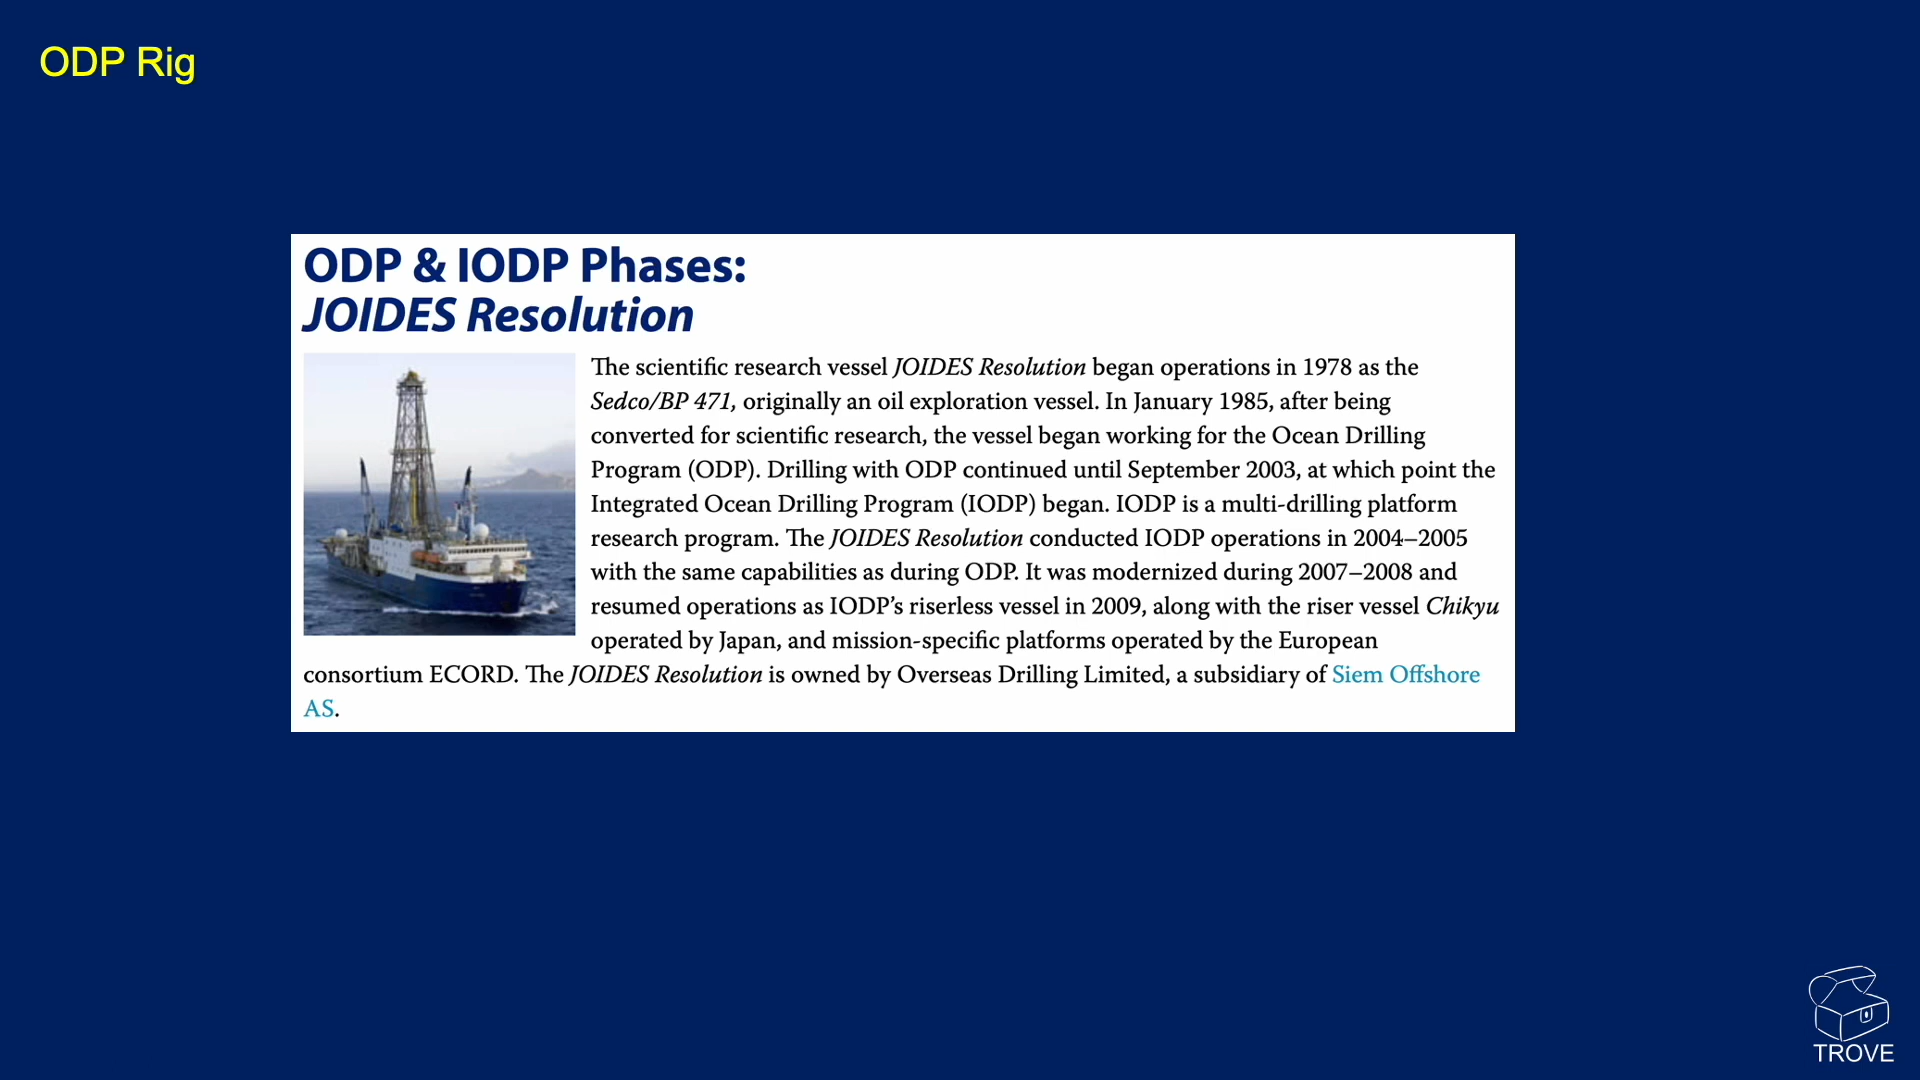 ODP Rig
ODP & IODP Phases:
JOIDES Resolution
The scientific research vessel JOIDES Resolution began operations in 1978 as the
Sedco/BP 471, originally an oil exploration vessel. In January 1985, after being
converted for scientific research, the vessel began working for the Ocean Drilling
Program (ODP). Drilling with ODP continued until September 2003, at which point the
Integrated Ocean Drilling Program (IODP) began. IODP is a multi-drilling platform
research program. The JOIDES Resolution conducted IODP operations in 2004–2005
with the same capabilities as during ODP. It was modernized during 2007–2008 and
resumed operations as IODP’s riserless vessel in 2009, along with the riser vessel Chikyu
operated by Japan, and mission-specific platforms operated by the European
consortium ECORD. The JOIDES Resolution is owned by Overseas Drilling Limited, a subsidiary of Siem Offshore
AS.
TROVE